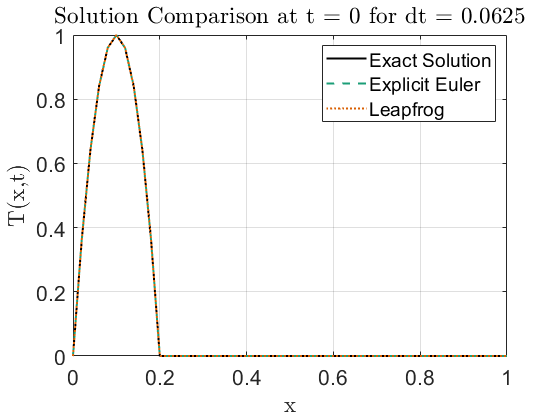 Solution Comparison at t = 0 for dt = 0.0625
Exact Solution
Explicit Euler
Leapfrog
T(x,t)
1
0.8
0.6
0.4
0.2
0
0 0.2 0.4 0.6 0.8 1
x